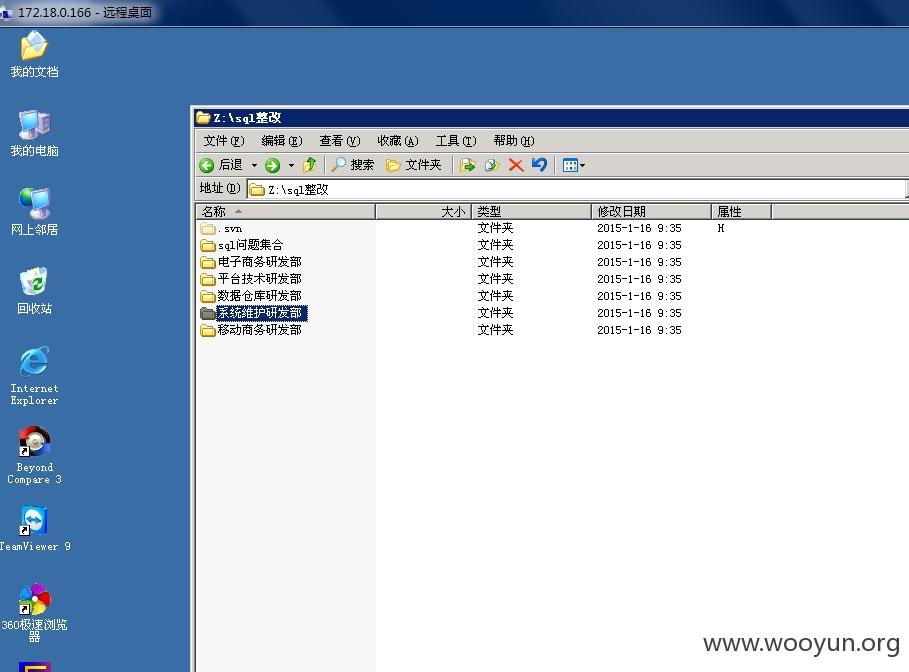 172.18.0.166 - 远程桌面
我的文档
我的电脑
网上邻居
回收站
Internet
Explorer
Beyond
Compare 3
TeamViewer 9
360极速浏览
器
Z:\sql整改
文件(F) 编辑(E) 查看(V) 收藏(A) 工具(T) 帮助(H)
后退 搜索 文件夹
地址(D) Z:\sql整改
名称 大小 类型 修改日期 属性
.svn 文件夹 2015-1-16 9:35 H
sql问题集合 文件夹 2015-1-16 9:35
电子商务研发部 文件夹 2015-1-16 9:35
平台技术研发部 文件夹 2015-1-16 9:35
数据仓库研发部 文件夹 2015-1-16 9:35
系统维护研发部 文件夹 2015-1-16 9:35
移动商务研发部 文件夹 2015-1-16 9:35
www.wooyun.org